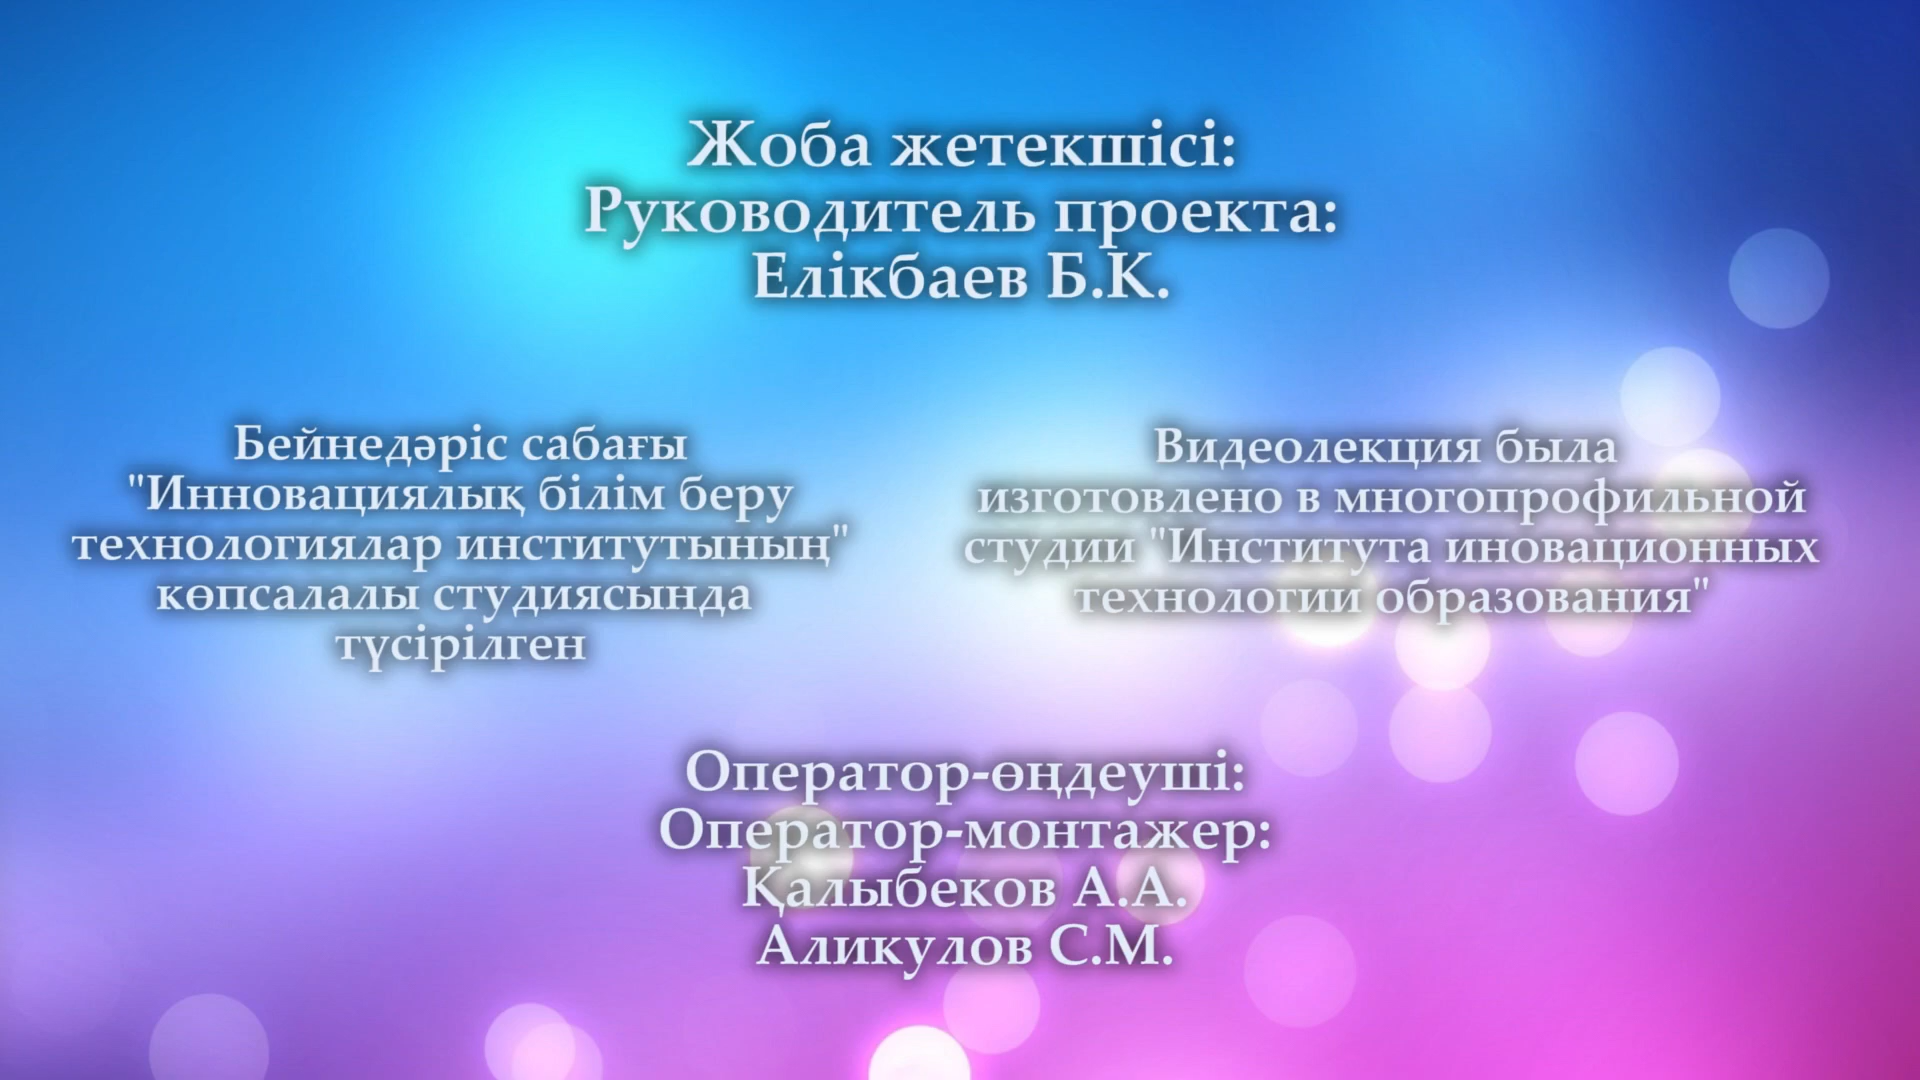 Жоба жетекшісі:
Руководитель проекта:
Елікбаев Б.К.
Бейнедәріс сабағы
"Инновациялық білім беру
технологиялар институтының"
көпсалалы студиясында
түсірілген
Видеолекция была
изготовлено в многопрофильной
студии "Института иновационных
технологии образования"
Оператор-өңдеуші:
Оператор-монтажер:
Қалыбеков А.А.
Аликулов С.М.